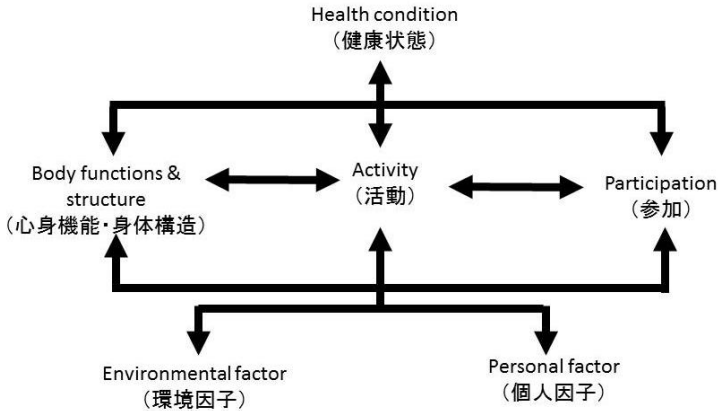 Health condition
（健康状態）
Body functions &
structure
（心身機能・身体構造）
Activity
（活動）
Participation
（参加）
Environmental factor
（環境因子）
Personal factor
（個人因子）